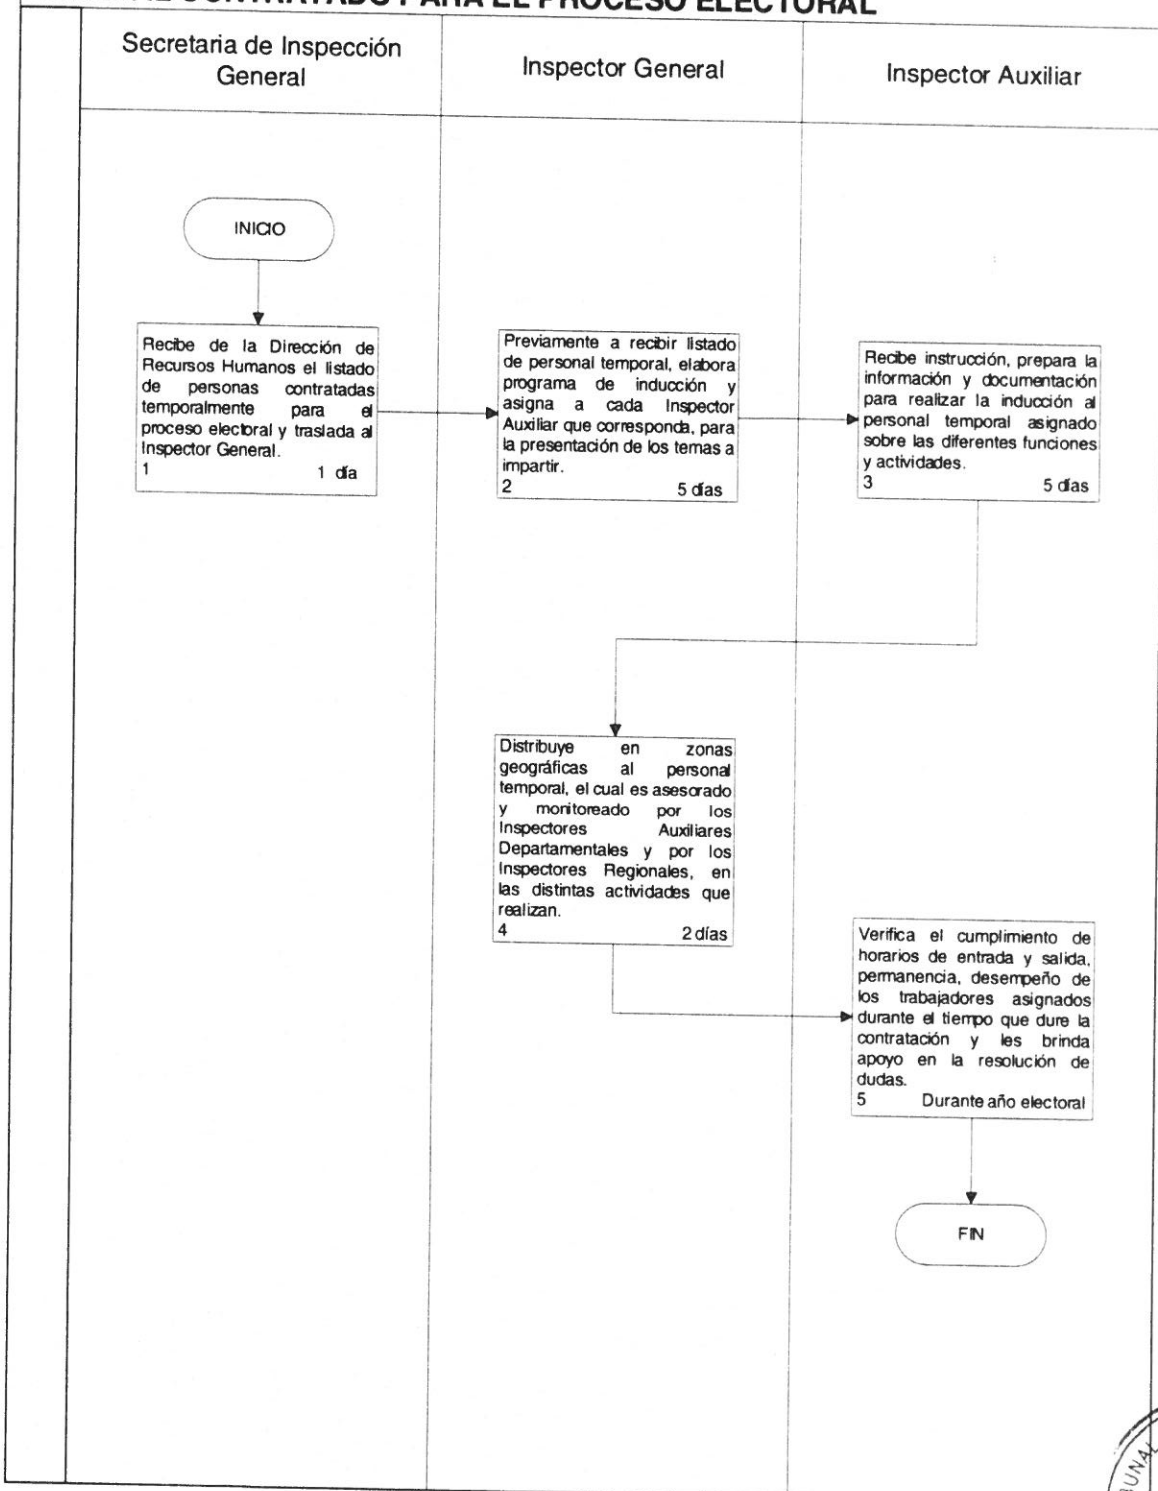 CONTRATADO PARA EL PROCESO ELECTORAL
Secretaria de Inspección
General
Inspector General
Inspector Auxiliar
INICIO
Recibe de la Dirección de
Recursos Humanos el listado
de personas contratadas
temporalmente para el
proceso electoral y traslada al
Inspector General.
1 1 día
Previamente a recibir listado
de personal temporal, elabora
programa de inducción y
asigna a cada Inspector
Auxiliar que corresponda, para
la presentación de los temas a
impartir.
2 5 días
Recibe instrucción, prepara la
información y documentación
para realizar la inducción al
personal temporal asignado
sobre las diferentes funciones
y actividades.
3 5 días
Distribuye en zonas
geográficas al personal
temporal, el cual es asesorado
y monitoreado por los
Inspectores Auxiliares
Departamentales y por los
Inspectores Regionales, en
las distintas actividades que
realizan.
4 2 días
Verifica el cumplimiento de
horarios de entrada y salida,
permanencia, desempeño de
los trabajadores asignados
durante el tiempo que dure la
contratación y les brinda
apoyo en la resolución de
dudas.
5 Durante año electoral
FIN